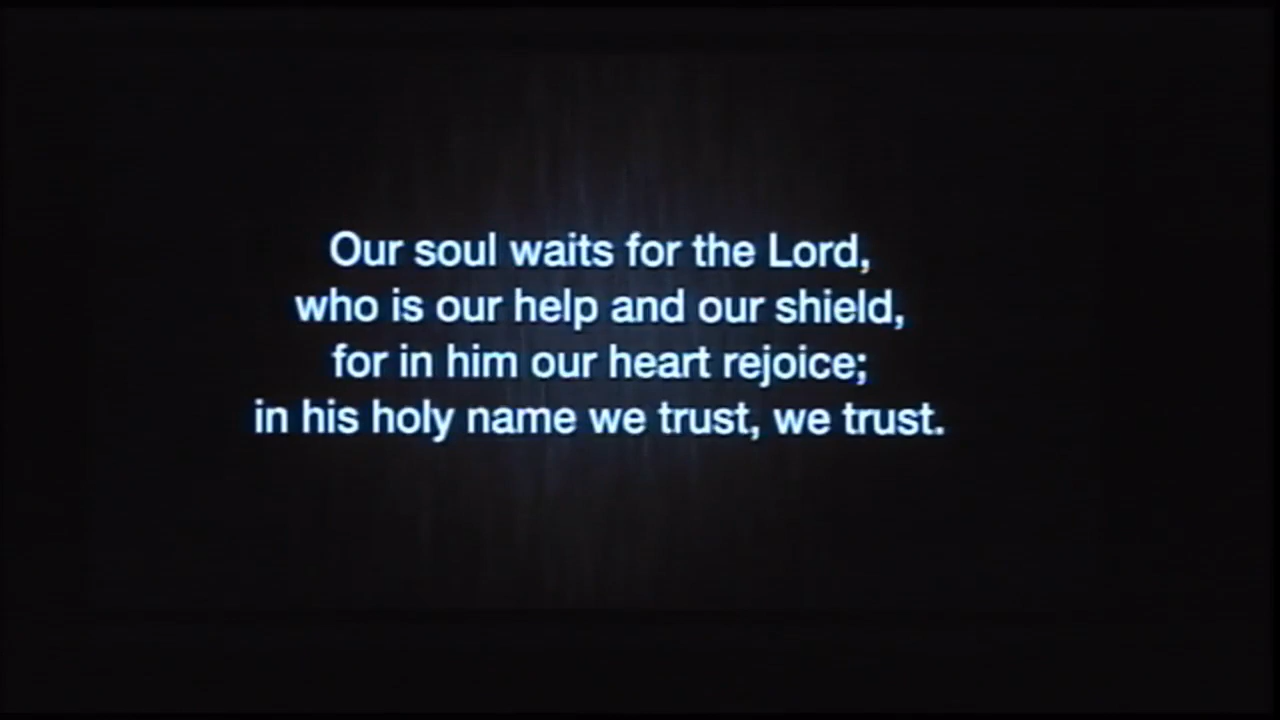 Our soul waits for the Lord,
who is our help and our shield,
for in him our heart rejoice;
in his holy name we trust, we trust.